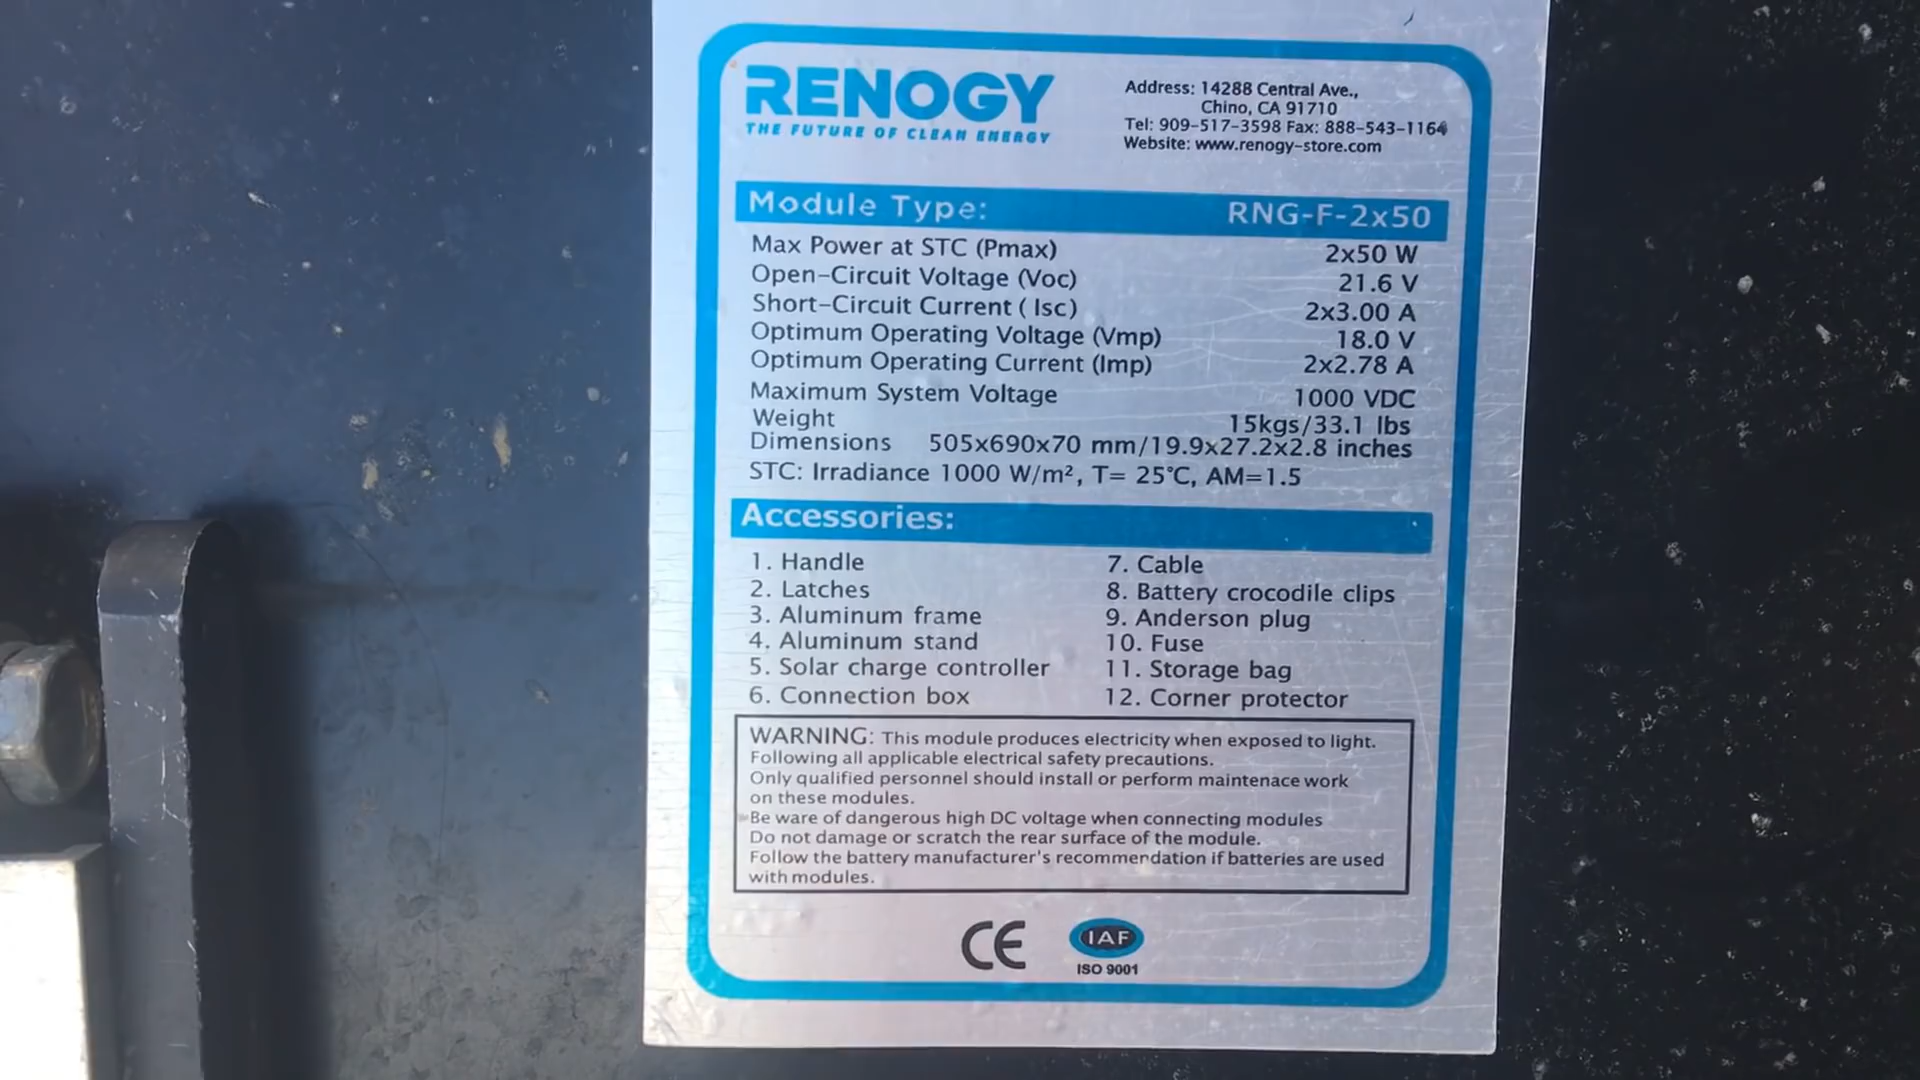 RENOGY
THE FUTURE OF CLEAN ENERGY
Address: 14288 Central Ave.,
Chino, CA 91710
Tel: 909-517-3598 Fax: 888-543-1164
Website: www.renogy-store.com
Module Type: RNG-F-2x50
Max Power at STC (Pmax) 2x50 W
Open-Circuit Voltage (Voc) 21.6 V
Short-Circuit Current ( Isc) 2x3.00 A
Optimum Operating Voltage (Vmp) 18.0 V
Optimum Operating Current (Imp) 2x2.78 A
Maximum System Voltage 1000 VDC
Weight 15kgs/33.1 lbs
Dimensions 505x690x70 mm/19.9x27.2x2.8 inches
STC: Irradiance 1000 W/m², T= 25℃, AM=1.5
Accessories:
1. Handle
2. Latches
3. Aluminum frame
4. Aluminum stand
5. Solar charge controller
6. Connection box
7. Cable
8. Battery crocodile clips
9. Anderson plug
10. Fuse
11. Storage bag
12. Corner protector
WARNING: This module produces electricity when exposed to light.
Following all applicable electrical safety precautions.
Only qualified personnel should install or perform maintenace work
on these modules.
Be ware of dangerous high DC voltage when connecting modules
Do not damage or scratch the rear surface of the module.
Follow the battery manufacturer's recommendation if batteries are used
with modules.
CE
IAF
ISO 9001